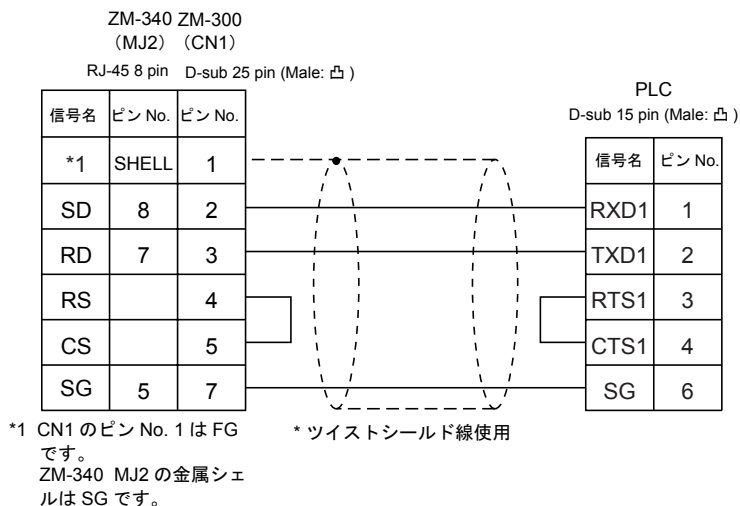 ZM-340 ZM-300
（MJ2）（CN1）
RJ-45 8 pin D-sub 25 pin (Male: 凸 )
信号名 ピン No. ピン No.
*1 SHELL 1
SD 8 2
RD 7 3
RS 4
CS 5
SG 5 7
PLC
D-sub 15 pin (Male: 凸 )
信号名 ピン No.
RXD1 1
TXD1 2
RTS1 3
CTS1 4
SG 6
*1 CN1 のピン No. 1 は FG
です。
ZM-340 MJ2 の金属シェ
ルは SG です。
* ツイストシールド線使用